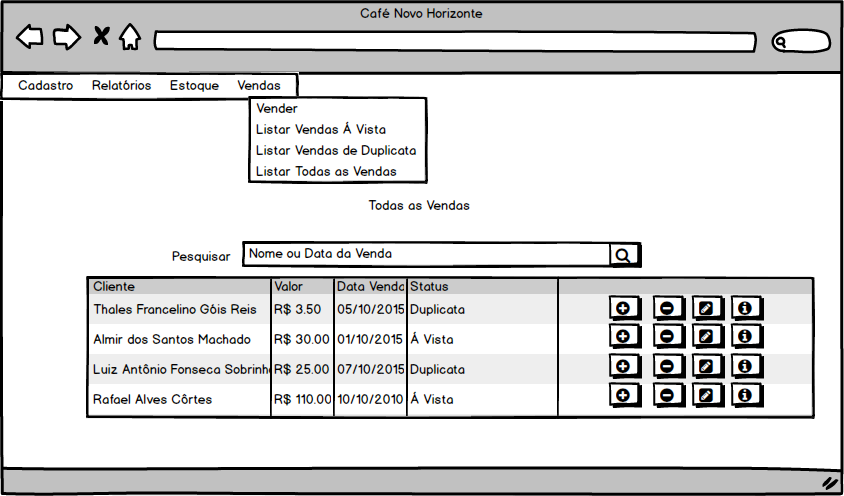 Café Novo Horizonte
Cadastro Relatórios Estoque Vendas
Vender
Listar Vendas Á Vista
Listar Vendas de Duplicata
Listar Todas as Vendas
Todas as Vendas
Pesquisar Nome ou Data da Venda
Cliente Valor Data Venda Status
Thales Francelino Góis Reis R$ 3.50 05/10/2015 Duplicata
Almir dos Santos Machado R$ 30.00 01/10/2015 Á Vista
Luiz Antônio Fonseca Sobrinho R$ 25.00 07/10/2015 Duplicata
Rafael Alves Côrtes R$ 110.00 10/10/2010 Á Vista